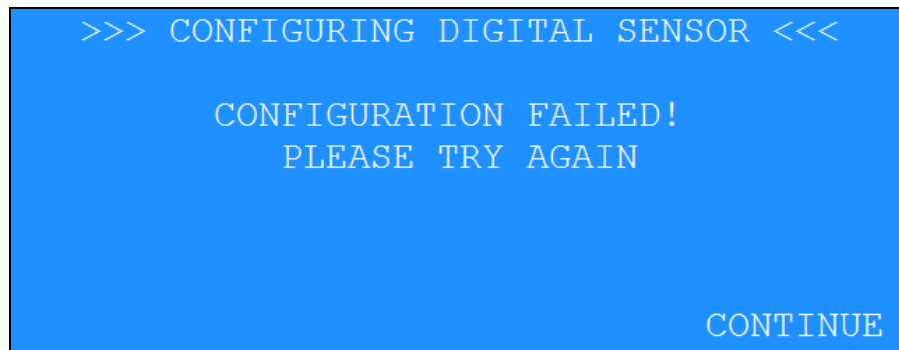 >>> CONFIGURING DIGITAL SENSOR <<<
CONFIGURATION FAILED!
PLEASE TRY AGAIN
CONTINUE